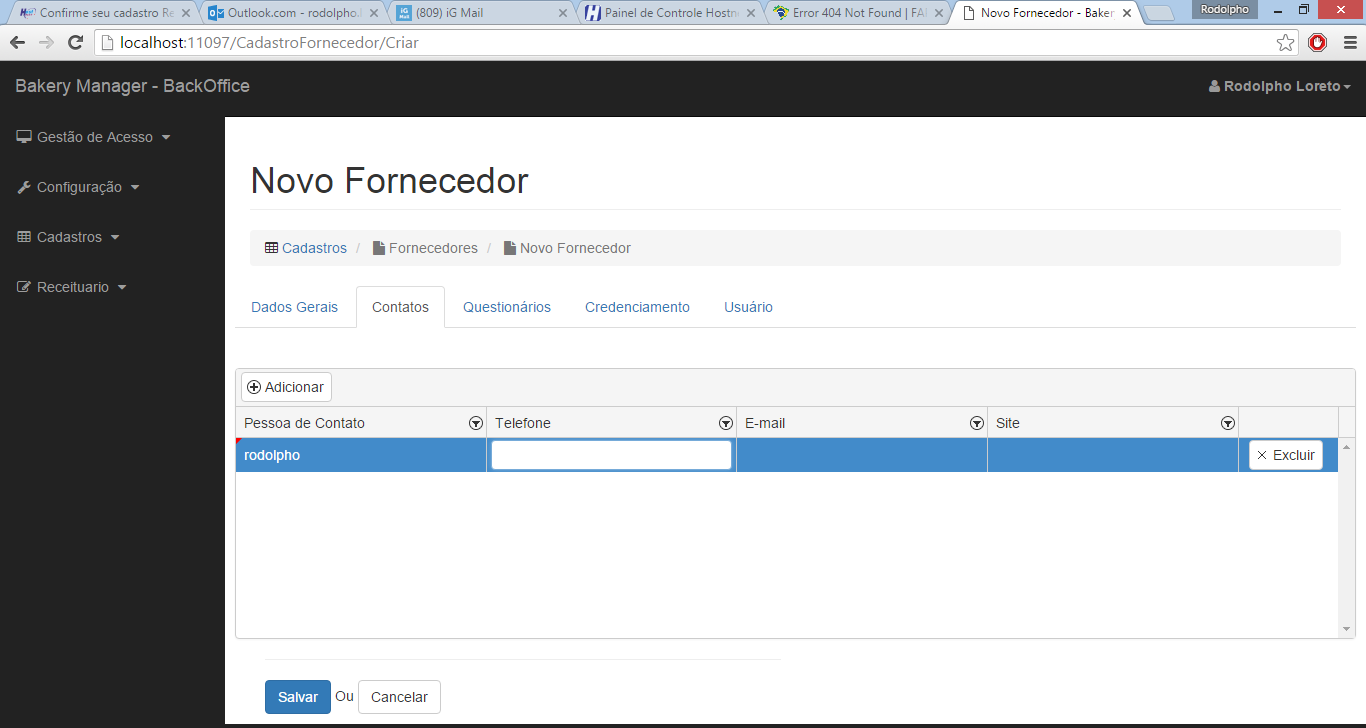 Confirme seu cadastro Re
Outlook.com - rodolpho.l
(809) iG Mail
Painel de Controle Hostn
Error 404 Not Found | FA
Novo Fornecedor - Baker
Rodolpho
localhost:11097/CadastroFornecedor/Criar
Bakery Manager - BackOffice
Rodolpho Loreto
Gestão de Acesso
Configuração
Cadastros
Receituario
Novo Fornecedor
Cadastros / Fornecedores / Novo Fornecedor
Dados Gerais Contatos Questionários Credenciamento Usuário
Adicionar
Pessoa de Contato Telefone E-mail Site
rodolpho Excluir
Salvar Ou Cancelar